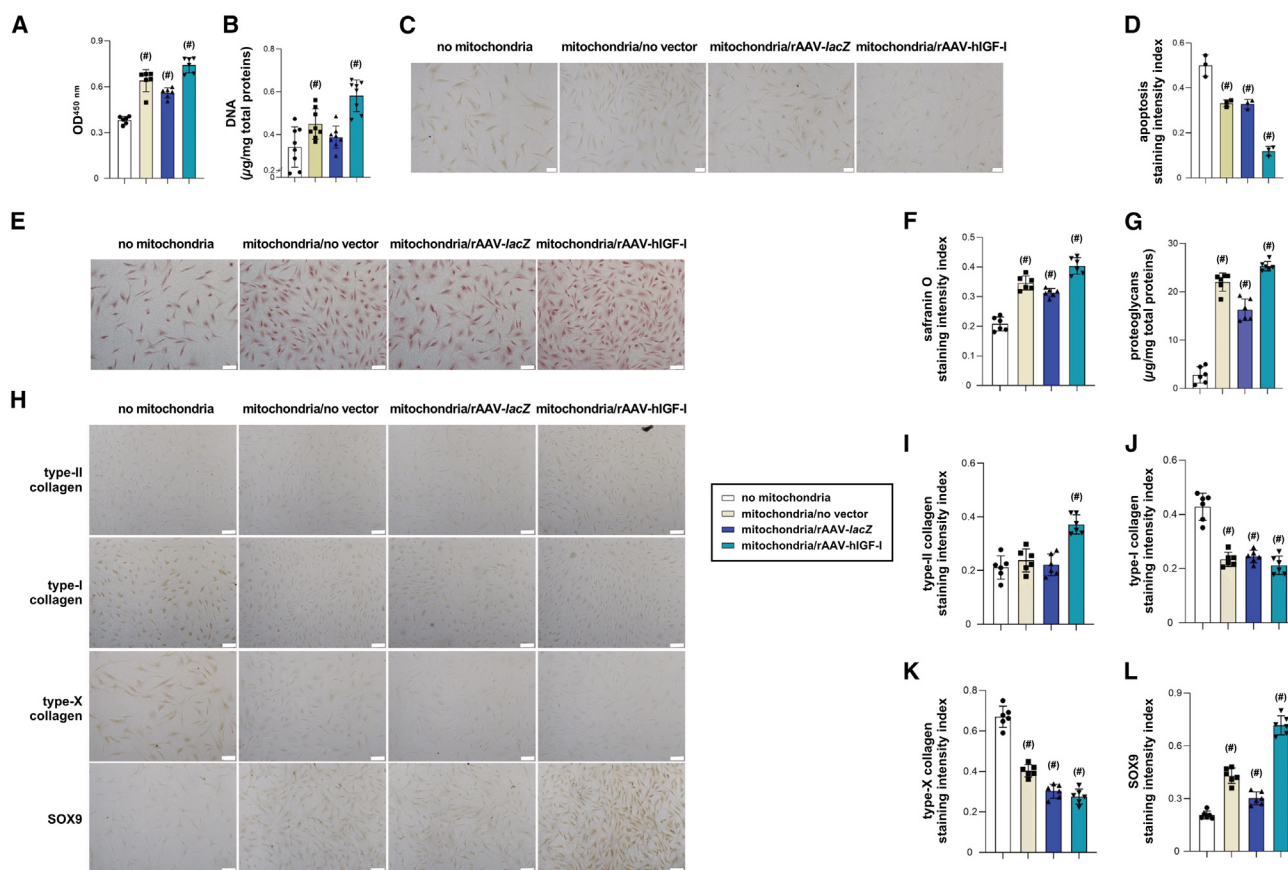 A
OD450 nm
0.9
0.6
0.3
0
(#)
(#)
(#)
B
DNA
(µg/mg total proteins)
0.8
0.6
0.4
0.2
0
(#)
(#)
C
no mitochondria
mitochondria/no vector
mitochondria/rAAV-lacZ
mitochondria/rAAV-hIGF-I
D
apoptosis
staining intensity index
0.6
0.4
0.2
0
(#)
(#)
(#)
E
no mitochondria
mitochondria/no vector
mitochondria/rAAV-lacZ
mitochondria/rAAV-hIGF-I
F
safranin O
staining intensity index
0.5
0.4
0.3
0.2
0
(#)
(#)
(#)
G
proteoglycans
(µg/mg total proteins)
30
20
10
0
(#)
(#)
(#)
H
no mitochondria
mitochondria/no vector
mitochondria/rAAV-lacZ
mitochondria/rAAV-hIGF-I
type-II
collagen
type-I
collagen
type-X
collagen
SOX9
no mitochondria
mitochondria/no vector
mitochondria/rAAV-lacZ
mitochondria/rAAV-hIGF-I
I
type-II collagen
staining intensity index
0.6
0.4
0.2
0
(#)
J
type-I collagen
staining intensity index
0.6
0.4
0.2
0
(#)
(#)
(#)
K
type-X collagen
staining intensity index
0.8
0.6
0.4
0.2
0
(#)
(#)
(#)
L
SOX9
staining intensity index
0.9
0.6
0.3
0
(#)
(#)
(#)